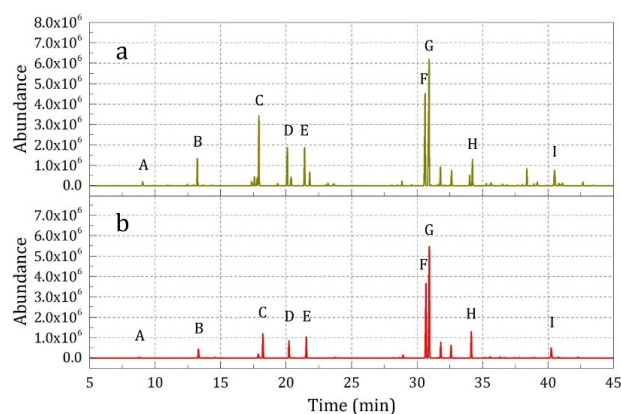 8.0x10⁶
7.0x10⁶
6.0x10⁶
5.0x10⁶
4.0x10⁶
3.0x10⁶
2.0x10⁶
1.0x10⁶
0.0
Abundance
a
A
B
C
D
E
F
G
H
I
7.0x10⁶
6.0x10⁶
5.0x10⁶
4.0x10⁶
3.0x10⁶
2.0x10⁶
1.0x10⁶
0.0
Abundance
b
A
B
C
D
E
F
G
H
I
5 10 15 20 25 30 35 40 45
Time (min)